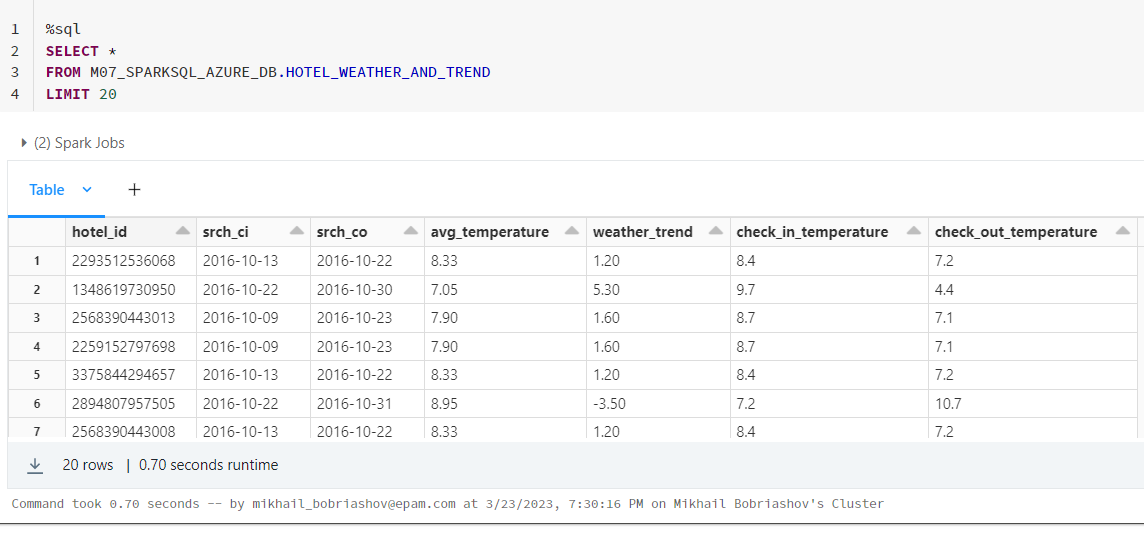 1 %sql
2 SELECT *
3 FROM M07_SPARKSQL_AZURE_DB.HOTEL_WEATHER_AND_TREND
4 LIMIT 20
(2) Spark Jobs
Table +
hotel_id srch_ci srch_co avg_temperature weather_trend check_in_temperature check_out_temperature
1 2293512536068 2016-10-13 2016-10-22 8.33 1.20 8.4 7.2
2 1348619730950 2016-10-22 2016-10-30 7.05 5.30 9.7 4.4
3 2568390443013 2016-10-09 2016-10-23 7.90 1.60 8.7 7.1
4 2259152797698 2016-10-09 2016-10-23 7.90 1.60 8.7 7.1
5 3375844294657 2016-10-13 2016-10-22 8.33 1.20 8.4 7.2
6 2894807957505 2016-10-22 2016-10-31 8.95 -3.50 7.2 10.7
7 2568390443008 2016-10-13 2016-10-22 8.33 1.20 8.4 7.2
20 rows | 0.70 seconds runtime
Command took 0.70 seconds -- by mikhail_bobriashov@epam.com at 3/23/2023, 7:30:16 PM on Mikhail Bobriashov's Cluster